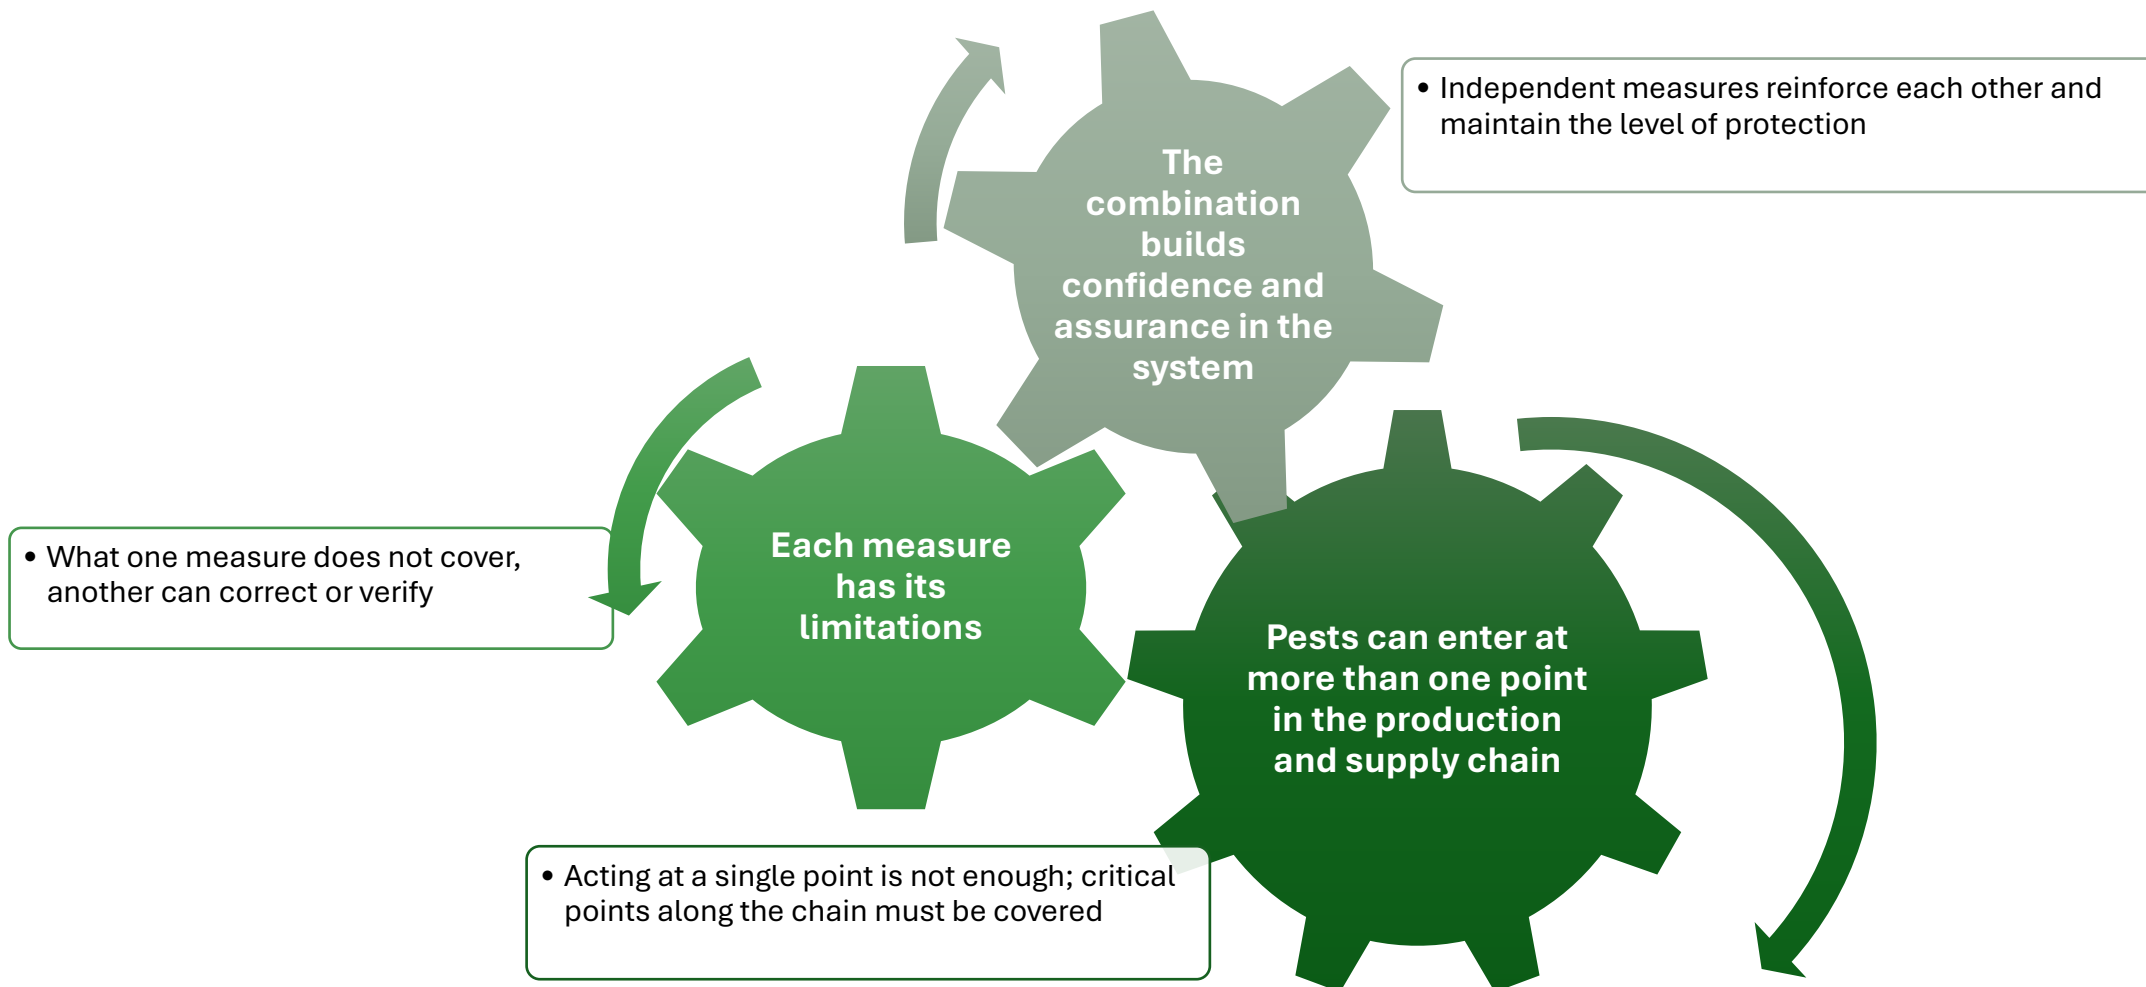 • Independent measures reinforce each other and
maintain the level of protection
The
combination
builds
confidence and
assurance in the
system
• What one measure does not cover,
another can correct or verify
Each measure
has its
limitations
Pests can enter at
more than one point
in the production
and supply chain
• Acting at a single point is not enough; critical
points along the chain must be covered